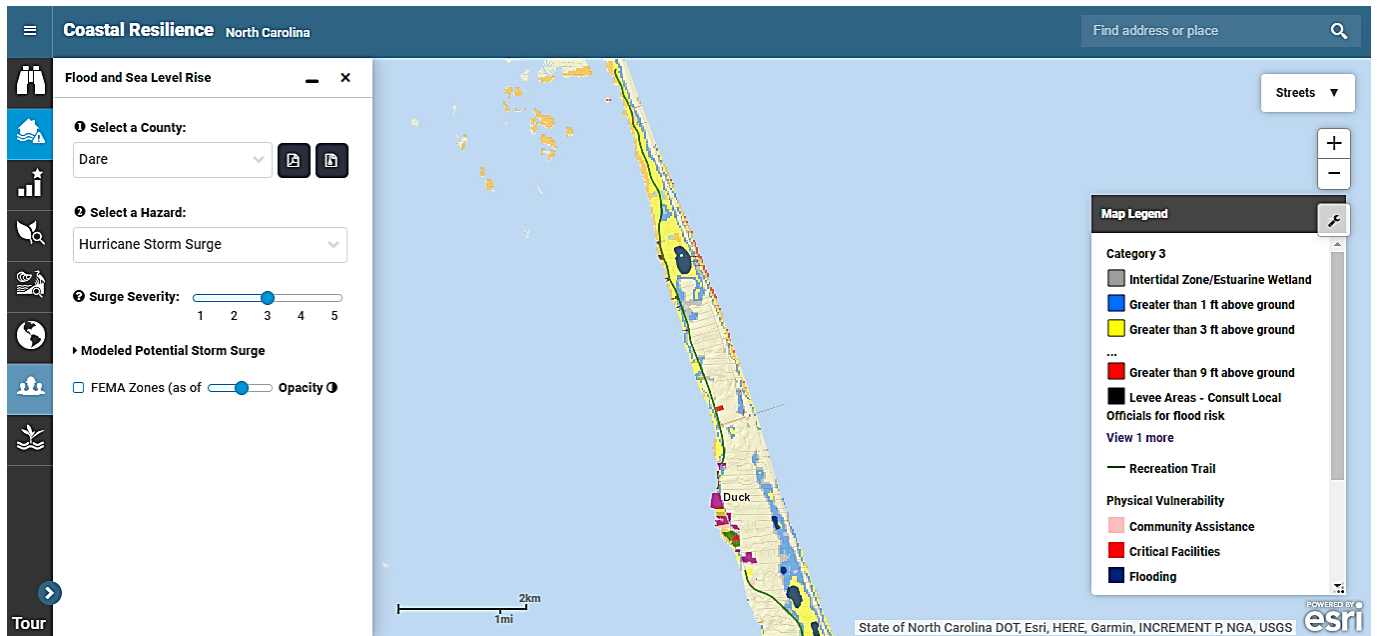 Coastal Resilience North Carolina
Find address or place
Flood and Sea Level Rise
1 Select a County:
Dare
2 Select a Hazard:
Hurricane Storm Surge
? Surge Severity:
1 2 3 4 5
Modeled Potential Storm Surge
FEMA Zones (as of
Opacity
Tour
Streets
Duck
2km
1mi
Map Legend
Category 3
Intertidal Zone/Estuarine Wetland
Greater than 1 ft above ground
Greater than 3 ft above ground
...
Greater than 9 ft above ground
Levee Areas - Consult Local
Officials for flood risk
View 1 more
Recreation Trail
Physical Vulnerability
Community Assistance
Critical Facilities
Flooding
State of North Carolina DOT, Esri, HERE, Garmin, INCREMENT P, NGA, USGS
POWERED BY
esri